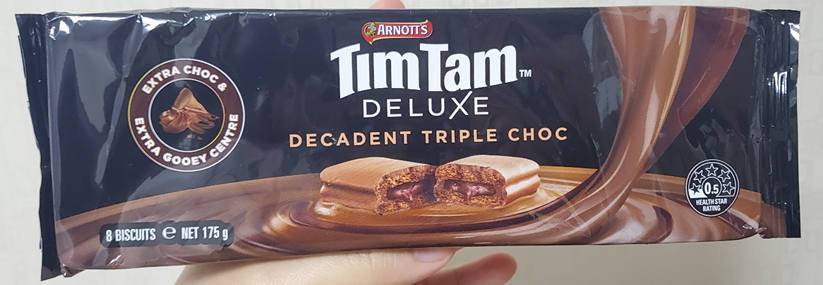 ARNOTT'S
TimTam™
DELUXE
DECADENT TRIPLE CHOC
EXTRA CHOC &
EXTRA GOOEY CENTRE
8 BISCUITS ℮ NET 175g
0.5
HEALTH STAR
RATING